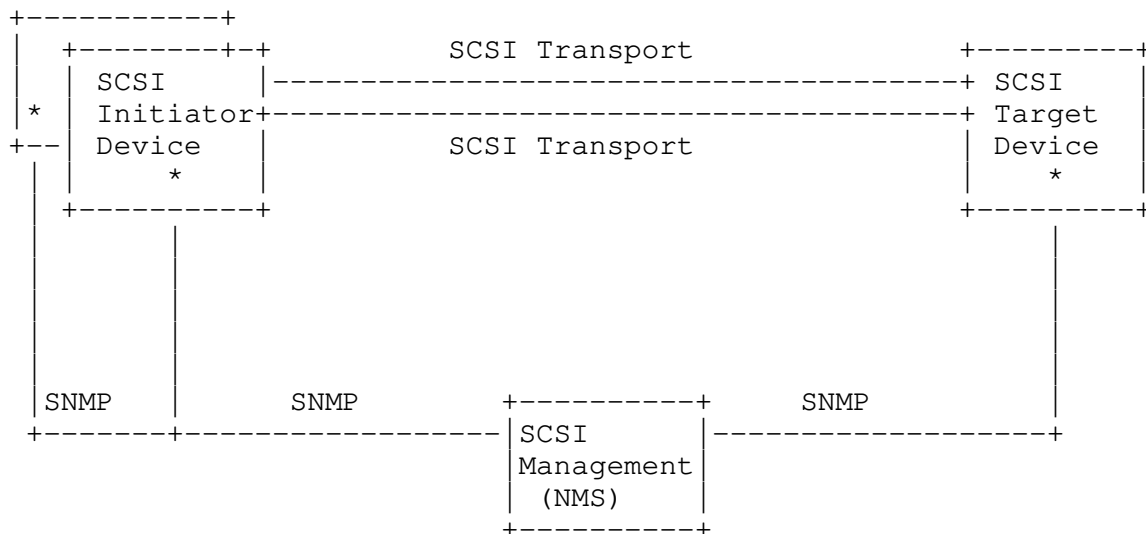 SCSI Transport
SCSI SCSI
* Initiator Target
Device SCSI Transport Device
* *
SNMP SNMP SNMP
SCSI
Management
(NMS)